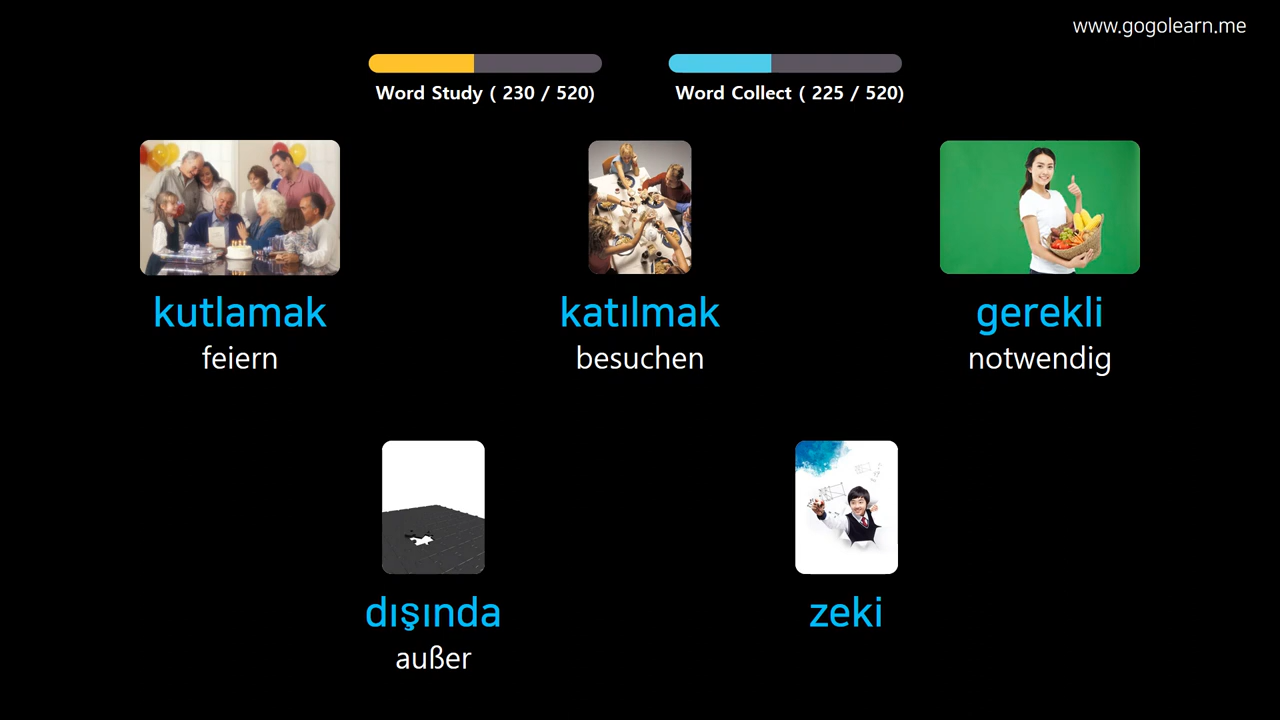 www.gogolearn.me
Word Study ( 230 / 520)
Word Collect ( 225 / 520)
kutlamak
feiern
katılmak
besuchen
gerekli
notwendig
dışında
außer
zeki